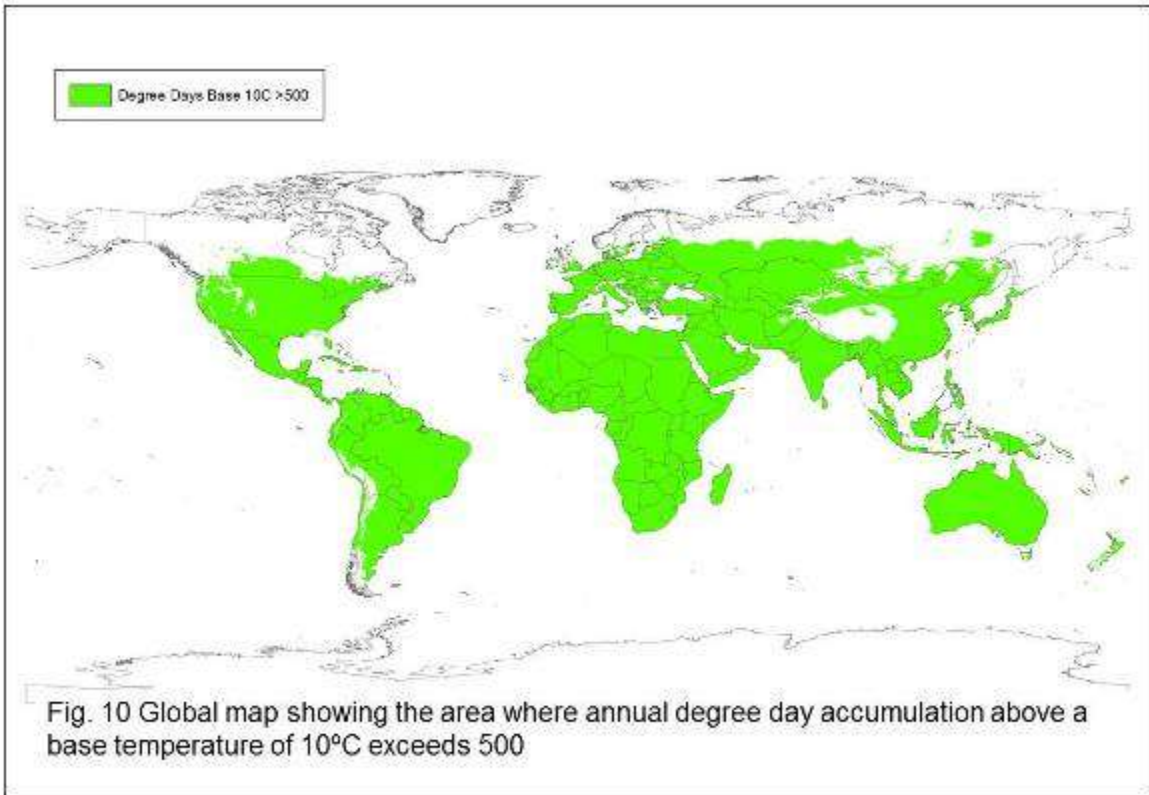 Degree Days Base 10C >500
Fig. 10 Global map showing the area where annual degree day accumulation above a
base temperature of 10ºC exceeds 500